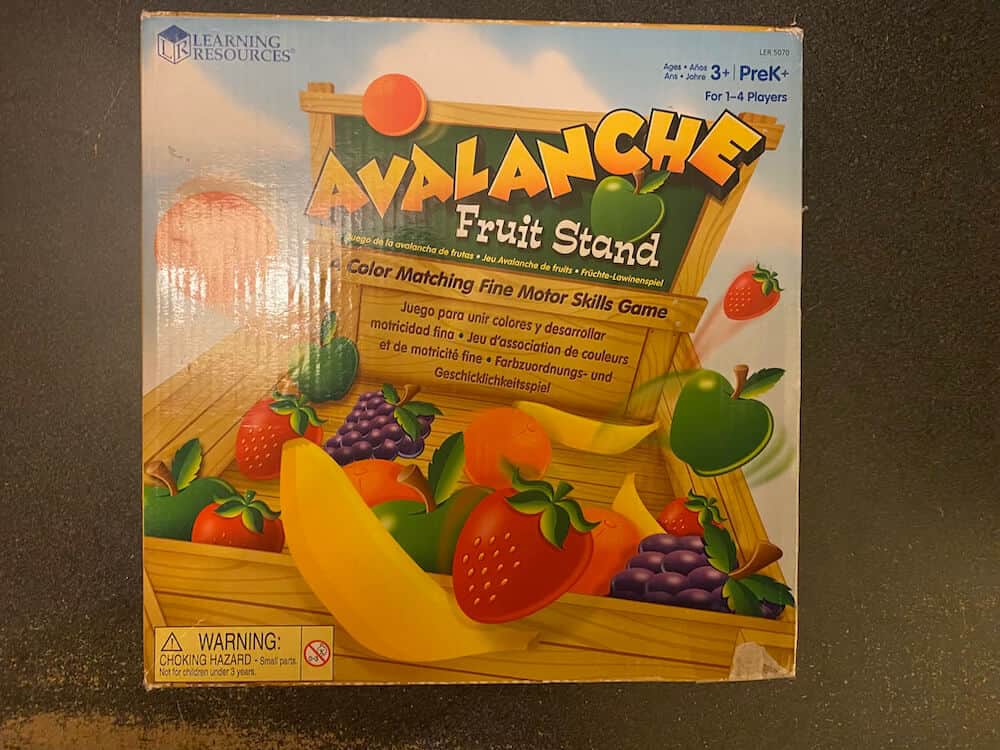 LR LEARNING
RESOURCES®
LER 5070
Ages • Años
Ans • Jahre
3+ PreK+
For 1–4 Players
AVALANCHE
Fruit Stand
Juego de la avalancha de frutas • Jeu Avalanche de fruits • Früchte-Lawinenspiel
A Color Matching Fine Motor Skills Game
Juego para unir colores y desarrollar
motricidad fina • Jeu d'association de couleurs
et de motricité fine • Farbzuordnungs- und
Geschicklichkeitsspiel
WARNING:
CHOKING HAZARD - Small parts.
Not for children under 3 years.
0-3